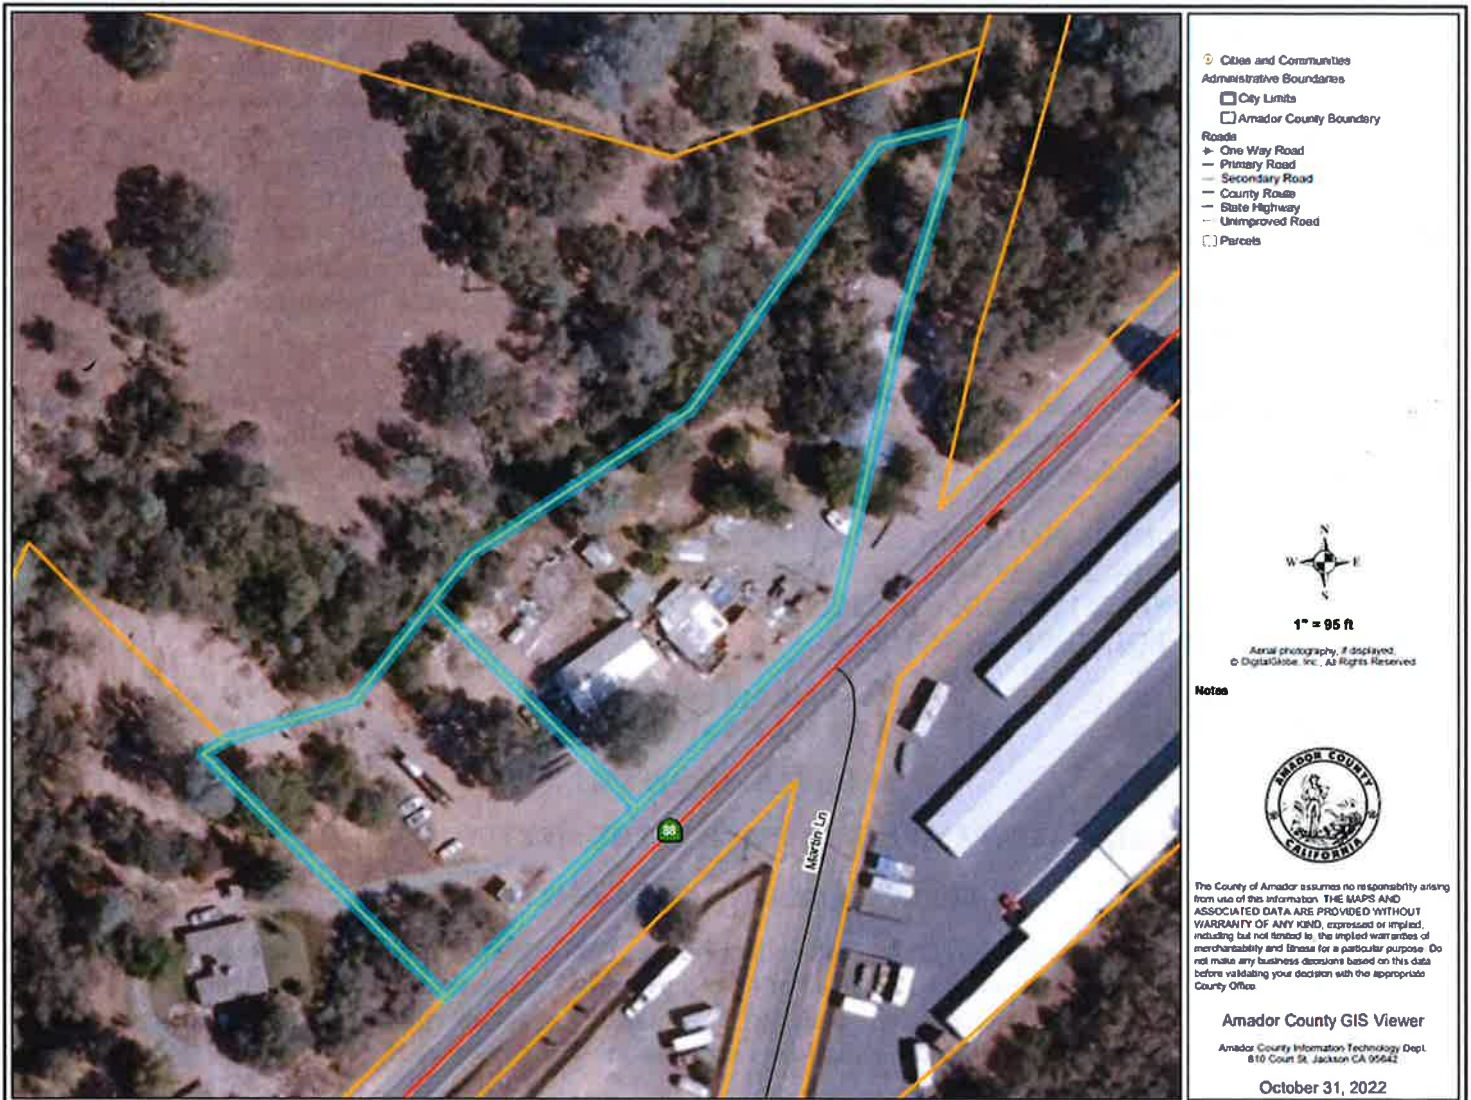 Cities and Communities
Administrative Boundaries
City Limits
Amador County Boundary
Roads
One Way Road
Primary Road
Secondary Road
County Route
State Highway
Unimproved Road
Parcels
N
W E
S
1" = 95 ft
Aerial photography, if displayed,
© DigitalGlobe, Inc., All Rights Reserved
Notes
88
Martin Ln
AMADOR COUNTY
CALIFORNIA
The County of Amador assumes no responsibility arising
from use of this information. THE MAPS AND
ASSOCIATED DATA ARE PROVIDED WITHOUT
WARRANTY OF ANY KIND, expressed or implied,
including but not limited to, the implied warranties of
merchantability and fitness for a particular purpose. Do
not make any business decisions based on this data
before validating your decision with the appropriate
County Office.
Amador County GIS Viewer
Amador County Information Technology Dept.
810 Court St, Jackson CA 95642
October 31, 2022